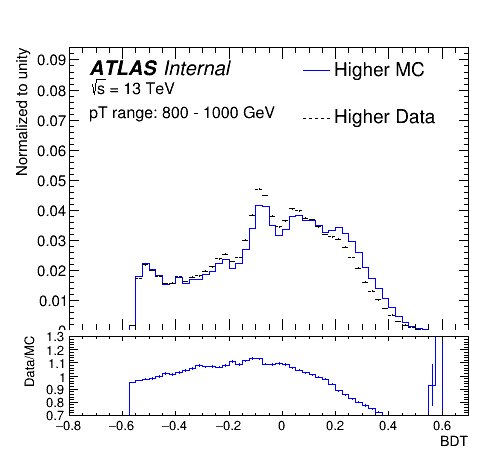 Normalized to unity
0.09
0.08
0.07
0.06
0.05
0.04
0.03
0.02
0.01
0
ATLAS Internal
√s = 13 TeV
pT range: 800 - 1000 GeV
Higher MC
Higher Data
Data/MC
1.3
1.2
1.1
1
0.9
0.8
0.7
−0.8 −0.6 −0.4 −0.2 0 0.2 0.4 0.6
BDT